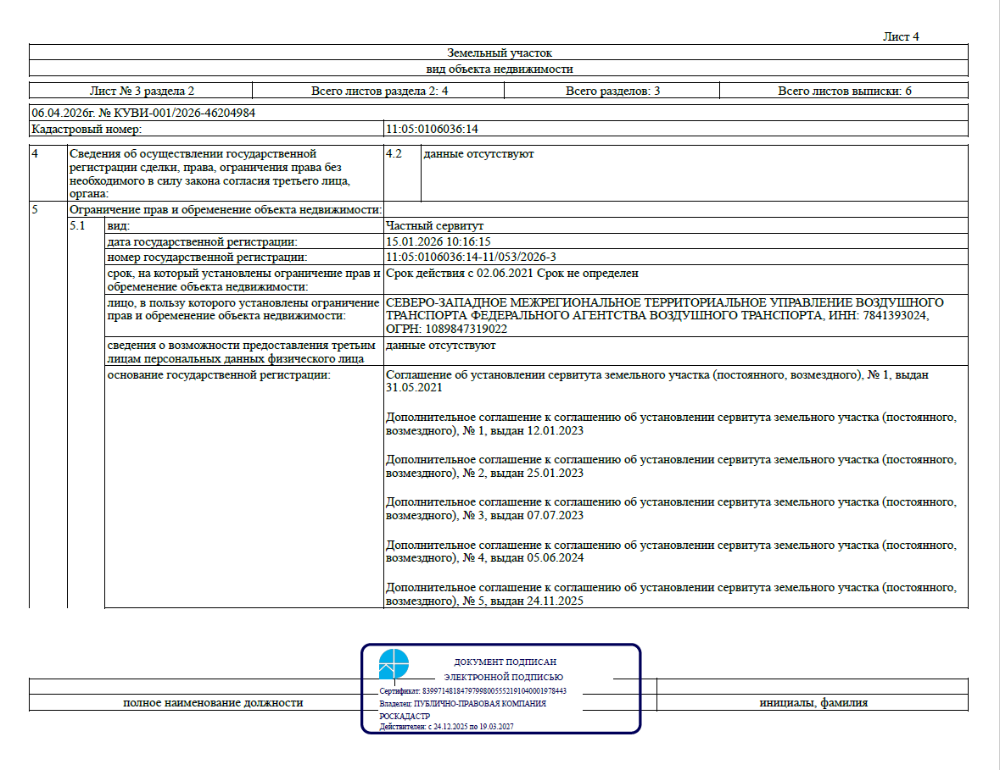 Лист 4
Земельный участок
вид объекта недвижимости
Лист № 3 раздела 2
Всего листов раздела 2: 4
Всего разделов: 3
Всего листов выписки: 6
06.04.2026г. № КУВИ-001/2026-46204984
Кадастровый номер:
11:05:0106036:14
4
Сведения об осуществлении государственной
регистрации сделки, права, ограничения права без
необходимого в силу закона согласия третьего лица,
органа:
4.2
данные отсутствуют
5
Ограничение прав и обременение объекта недвижимости:
5.1
вид:
Частный сервитут
дата государственной регистрации:
15.01.2026 10:16:15
номер государственной регистрации:
11:05:0106036:14-11/053/2026-3
срок, на который установлены ограничение прав и
обременение объекта недвижимости:
Срок действия с 02.06.2021 Срок не определен
лицо, в пользу которого установлены ограничение
прав и обременение объекта недвижимости:
СЕВЕРО-ЗАПАДНОЕ МЕЖРЕГИОНАЛЬНОЕ ТЕРРИТОРИАЛЬНОЕ УПРАВЛЕНИЕ ВОЗДУШНОГО
ТРАНСПОРТА ФЕДЕРАЛЬНОГО АГЕНТСТВА ВОЗДУШНОГО ТРАНСПОРТА, ИНН: 7841393024,
ОГРН: 1089847319022
сведения о возможности предоставления третьим
лицам персональных данных физического лица
данные отсутствуют
основание государственной регистрации:
Соглашение об установлении сервитута земельного участка (постоянного, возмездного), № 1, выдан
31.05.2021
Дополнительное соглашение к соглашению об установлении сервитута земельного участка (постоянного,
возмездного), № 1, выдан 12.01.2023
Дополнительное соглашение к соглашению об установлении сервитута земельного участка (постоянного,
возмездного), № 2, выдан 25.01.2023
Дополнительное соглашение к соглашению об установлении сервитута земельного участка (постоянного,
возмездного), № 3, выдан 07.07.2023
Дополнительное соглашение к соглашению об установлении сервитута земельного участка (постоянного,
возмездного), № 4, выдан 05.06.2024
Дополнительное соглашение к соглашению об установлении сервитута земельного участка (постоянного,
возмездного), № 5, выдан 24.11.2025
ДОКУМЕНТ ПОДПИСАН
ЭЛЕКТРОННОЙ ПОДПИСЬЮ
Сертификат: 83997148184797998005552191040001978443
Владелец: ПУБЛИЧНО-ПРАВОВАЯ КОМПАНИЯ
РОСКАДАСТР
Действителен: с 24.12.2025 по 19.03.2027
полное наименование должности
инициалы, фамилия